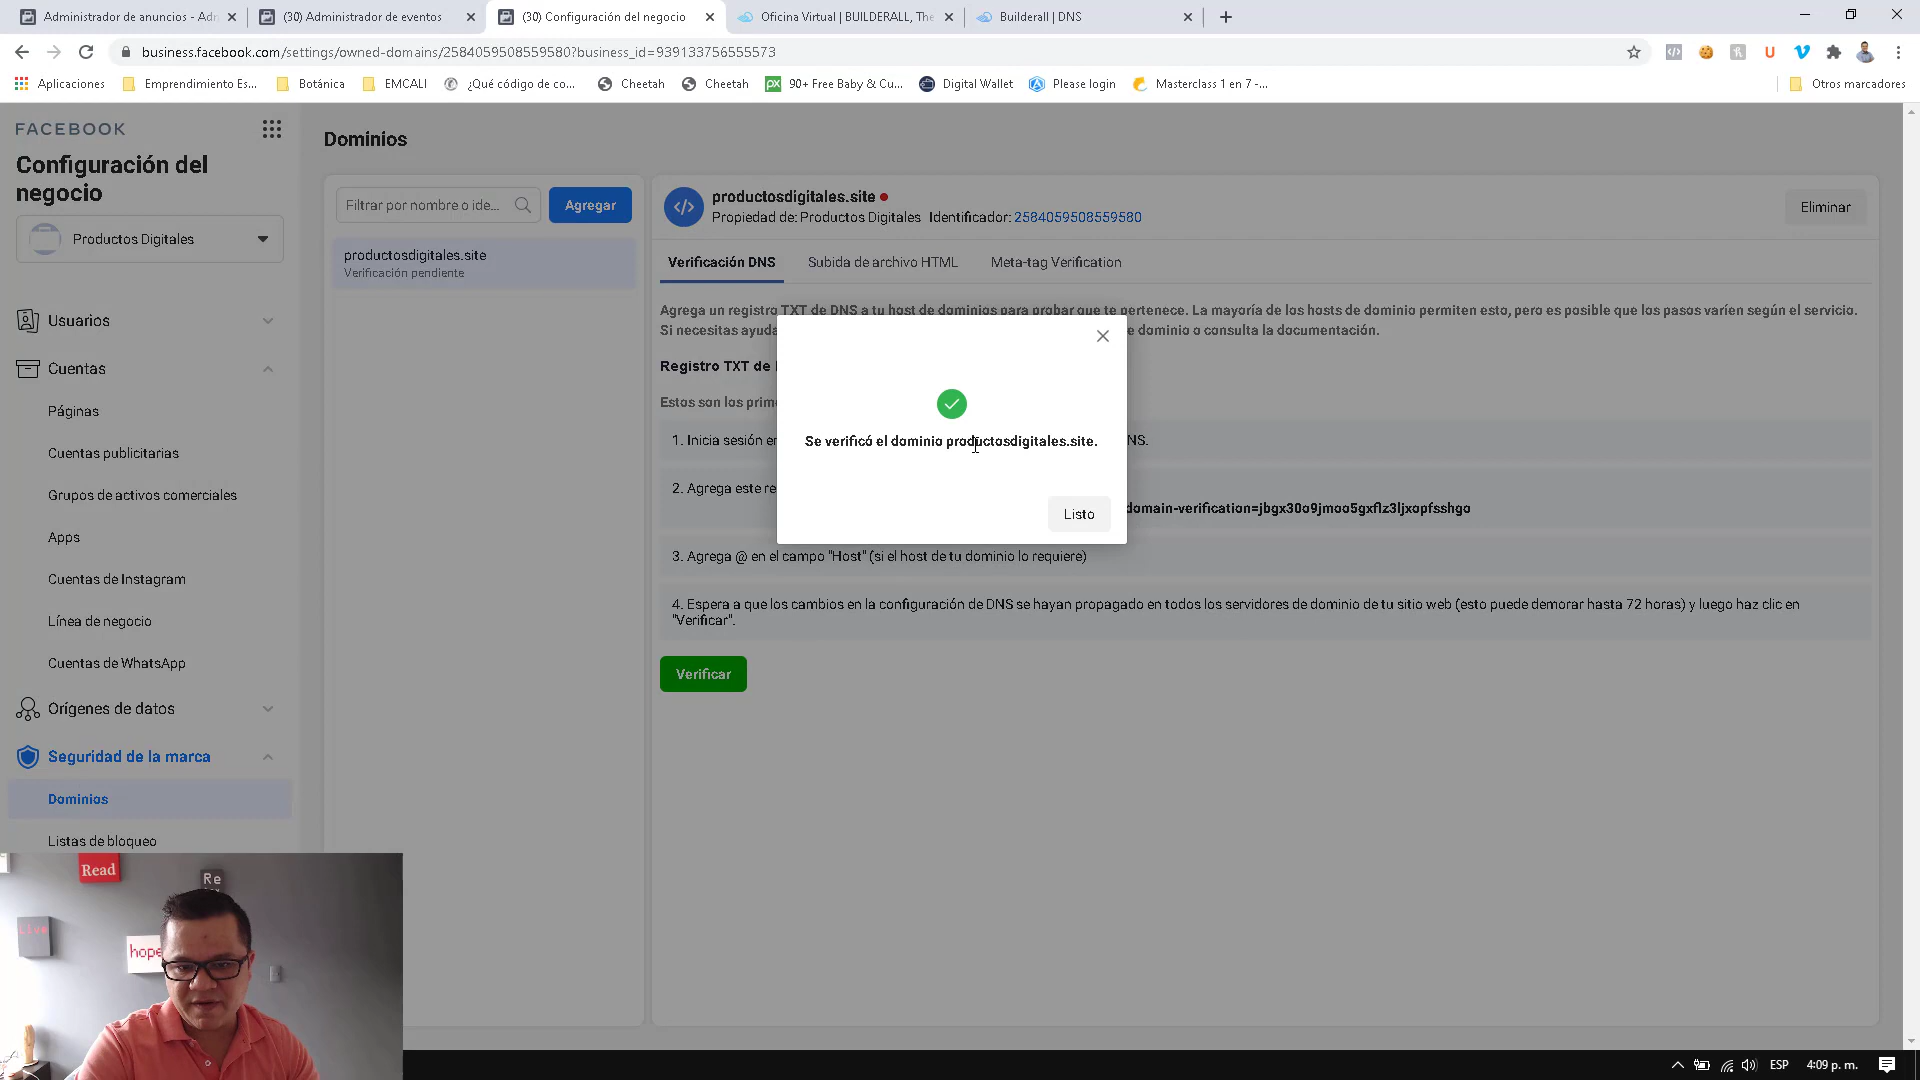 Administrador de anuncios - Adr
(30) Administrador de eventos
(30) Configuración del negocio
Oficina Virtual | BUILDERALL, The
Builderall | DNS
business.facebook.com/settings/owned-domains/2584059508559580?business_id=939133756555573
Aplicaciones
Emprendimiento Es...
Botánica
EMCALI
¿Qué código de co...
Cheetah
Cheetah
90+ Free Baby & Cu...
Digital Wallet
Please login
Masterclass 1 en 7 -...
Otros marcadores
FACEBOOK
Configuración del
negocio
Productos Digitales
Usuarios
Cuentas
Páginas
Cuentas publicitarias
Grupos de activos comerciales
Apps
Cuentas de Instagram
Línea de negocio
Cuentas de WhatsApp
Orígenes de datos
Seguridad de la marca
Dominios
Listas de bloqueo
Dominios
Filtrar por nombre o ide...
Agregar
productosdigitales.site
Verificación pendiente
productosdigitales.site
Propiedad de: Productos Digitales Identificador: 2584059508559580
Eliminar
Verificación DNS
Subida de archivo HTML
Meta-tag Verification
Agrega un registro TXT de DNS a tu host de dominios para probar que te pertenece. La mayoría de los hosts de dominio permiten esto, pero es posible que los pasos varíen según el servicio.
Si necesitas ayuda de dominio o consulta la documentación.
Registro TXT de
Estos son los prim
1. Inicia sesión en NS.
2. Agrega este re
domain-verification=jbgx30o9jmoo5gxflz3ljxopfsshgo
3. Agrega @ en el campo "Host" (si el host de tu dominio lo requiere)
4. Espera a que los cambios en la configuración de DNS se hayan propagado en todos los servidores de dominio de tu sitio web (esto puede demorar hasta 72 horas) y luego haz clic en
"Verificar".
Verificar
Se verificó el dominio productosdigitales.site.
Listo
Read
Re
Live
hope
ESP
4:09 p. m.